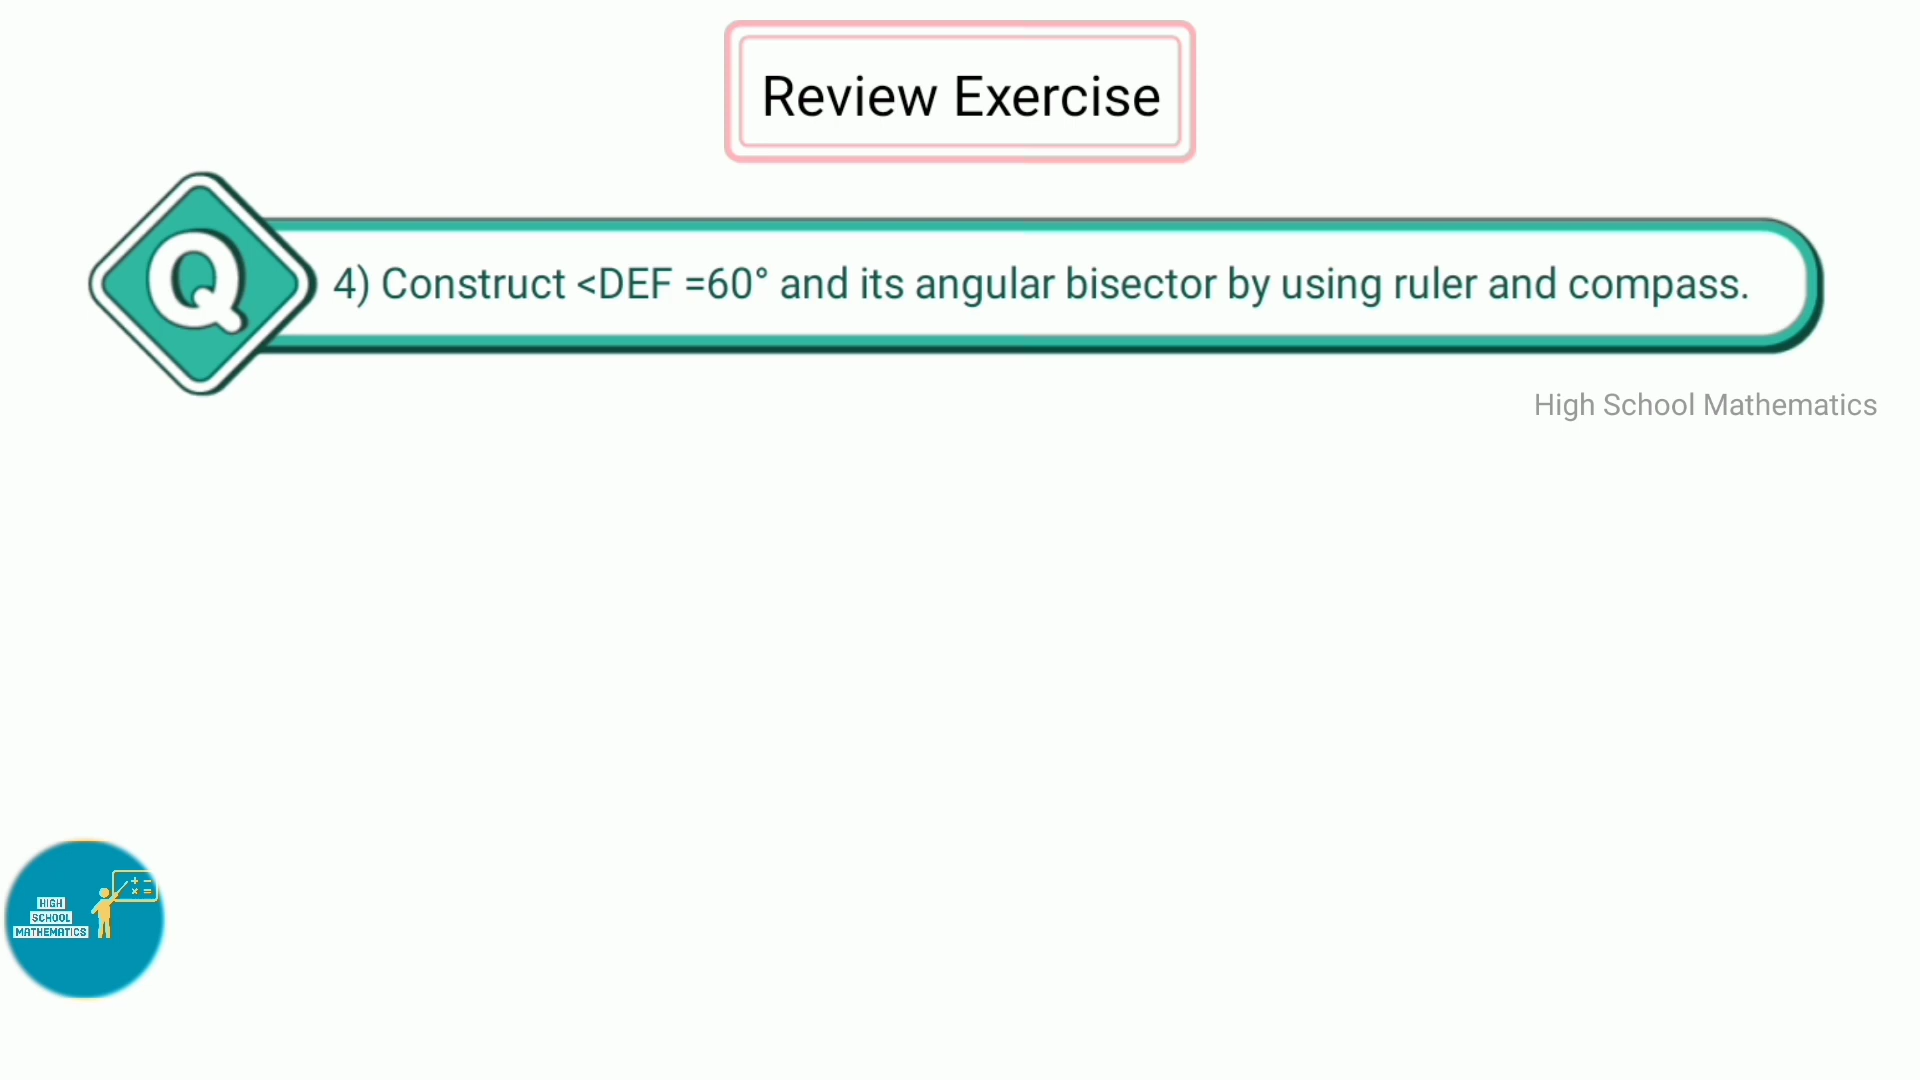 Review Exercise
Q
4) Construct <DEF =60° and its angular bisector by using ruler and compass.
High School Mathematics
+ −
× =
HIGH
SCHOOL
MATHEMATICS